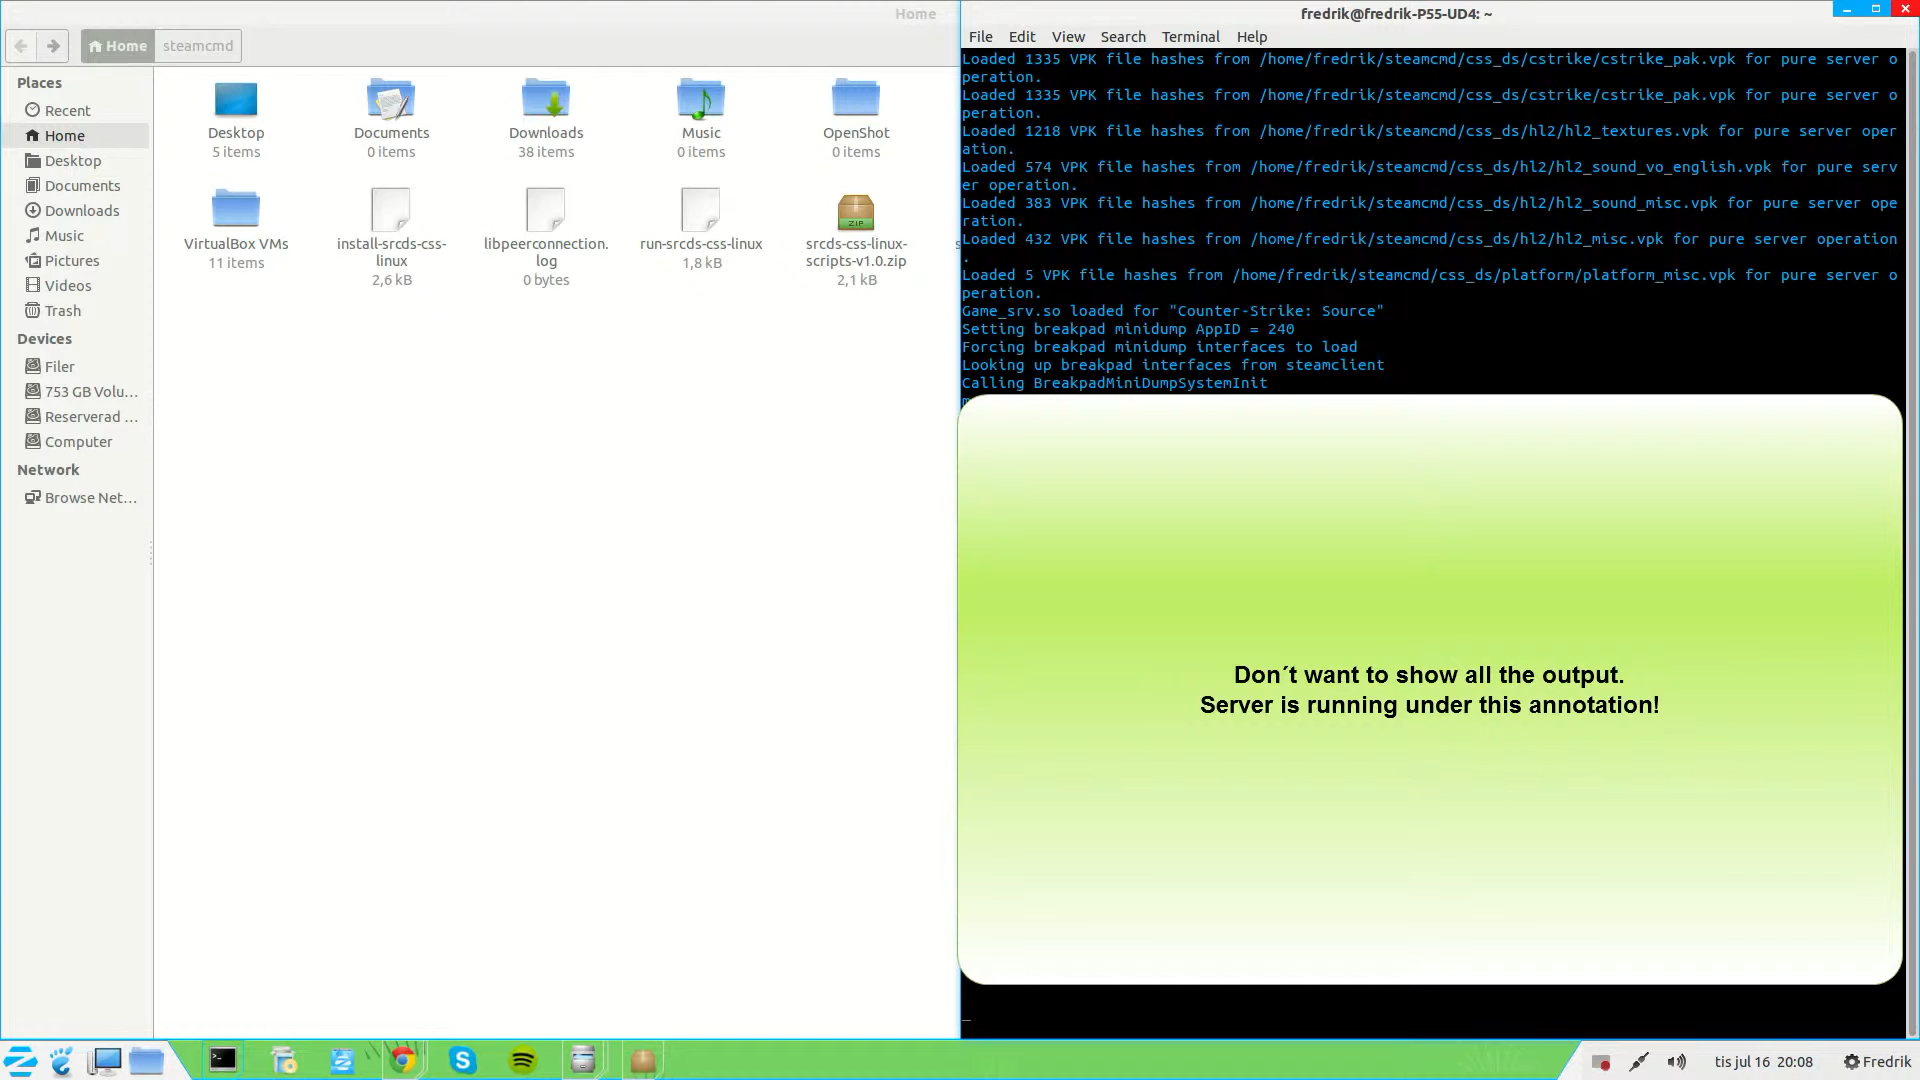 Home
Home
steamcmd
Places
Recent
Home
Desktop
Documents
Downloads
Music
Pictures
Videos
Trash
Devices
Filer
753 GB Volu...
Reserverad ...
Computer
Network
Browse Net...
Desktop
5 items
Documents
0 items
Downloads
38 items
Music
0 items
OpenShot
0 items
VirtualBox VMs
11 items
install-srcds-css-
linux
2,6 kB
libpeerconnection.
log
0 bytes
run-srcds-css-linux
1,8 kB
ZIP
srcds-css-linux-
scripts-v1.0.zip
2,1 kB
fredrik@fredrik-P55-UD4: ~
File Edit View Search Terminal Help
Loaded 1335 VPK file hashes from /home/fredrik/steamcmd/css_ds/cstrike/cstrike_pak.vpk for pure server o
peration.
Loaded 1335 VPK file hashes from /home/fredrik/steamcmd/css_ds/cstrike/cstrike_pak.vpk for pure server o
peration.
Loaded 1218 VPK file hashes from /home/fredrik/steamcmd/css_ds/hl2/hl2_textures.vpk for pure server oper
ation.
Loaded 574 VPK file hashes from /home/fredrik/steamcmd/css_ds/hl2/hl2_sound_vo_english.vpk for pure serv
er operation.
Loaded 383 VPK file hashes from /home/fredrik/steamcmd/css_ds/hl2/hl2_sound_misc.vpk for pure server ope
ration.
Loaded 432 VPK file hashes from /home/fredrik/steamcmd/css_ds/hl2/hl2_misc.vpk for pure server operation
.
Loaded 5 VPK file hashes from /home/fredrik/steamcmd/css_ds/platform/platform_misc.vpk for pure server o
peration.
Game_srv.so loaded for "Counter-Strike: Source"
Setting breakpad minidump AppID = 240
Forcing breakpad minidump interfaces to load
Looking up breakpad interfaces from steamclient
Calling BreakpadMiniDumpSystemInit
Don´t want to show all the output.
Server is running under this annotation!
tis jul 16 20:08
Fredrik